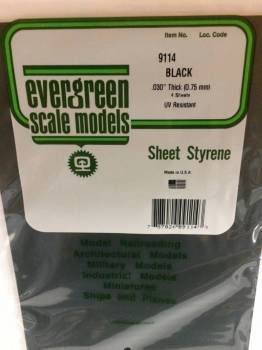 Item No. Loc. Code
9114
BLACK
.030" Thick (0.75 mm)
4 Sheets
UV Resistant
evergreen
scale models
Sheet Styrene
Made in U.S.A.
Model Railroading
Architectural Models
Military Models
Industrial Models
Miniatures
Ships and Planes